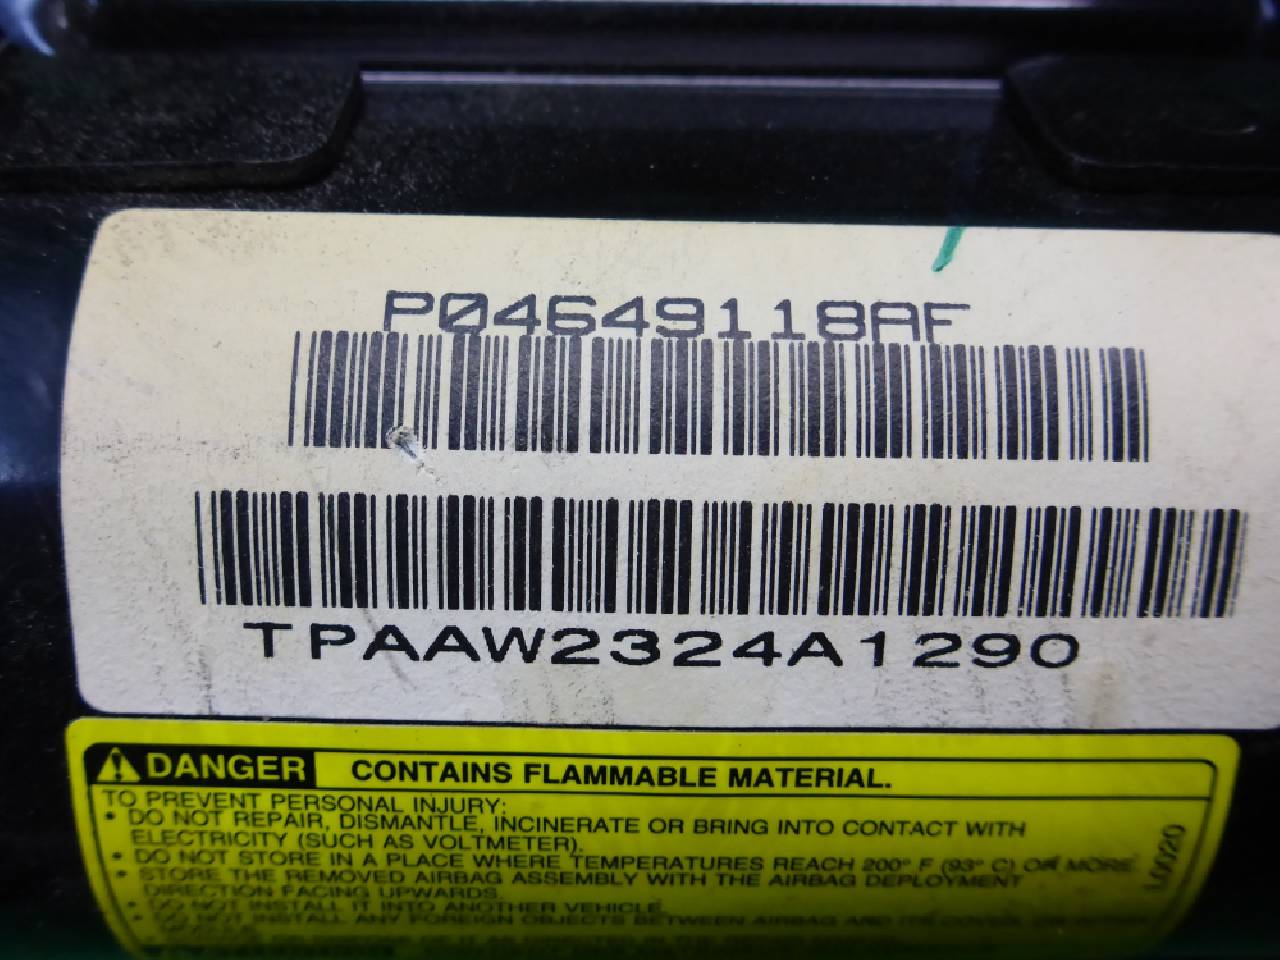 P04649118AF
TPAAW2324A1290
DANGER CONTAINS FLAMMABLE MATERIAL.
TO PREVENT PERSONAL INJURY:
• DO NOT REPAIR, DISMANTLE, INCINERATE OR BRING INTO CONTACT WITH
ELECTRICITY (SUCH AS VOLTMETER).
• DO NOT STORE IN A PLACE WHERE TEMPERATURES REACH 200° F (93° C) OR MORE.
• STORE THE REMOVED AIRBAG ASSEMBLY WITH THE AIRBAG DEPLOYMENT
DIRECTION FACING UPWARDS.
• DO NOT INSTALL IT INTO ANOTHER VEHICLE
• DO NOT INSTALL ANY FOREIGN OBJECTS BETWEEN AIRBAG AND
L0020